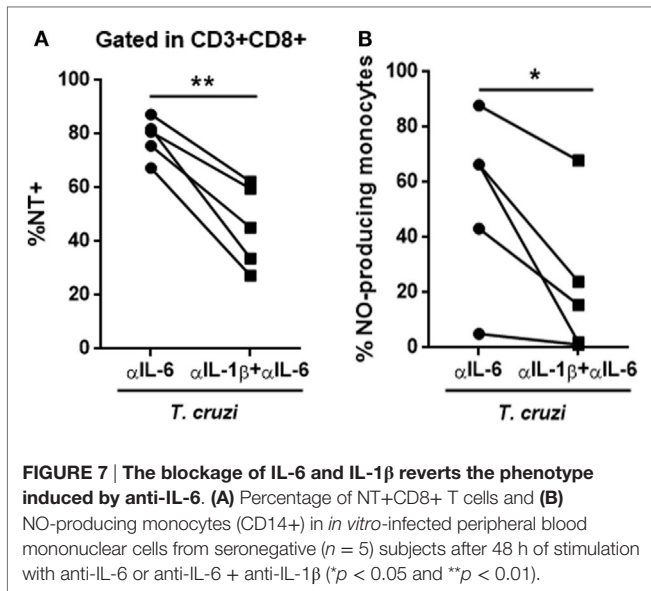 A Gated in CD3+CD8+
**
%NT+
100
80
60
40
20
0
αIL-6 αIL-1β+αIL-6
T. cruzi
B
*
% NO-producing monocytes
100
80
60
40
20
0
αIL-6 αIL-1β+αIL-6
T. cruzi
FIGURE 7 | The blockage of IL-6 and IL-1β reverts the phenotype
induced by anti-IL-6. (A) Percentage of NT+CD8+ T cells and (B)
NO-producing monocytes (CD14+) in in vitro-infected peripheral blood
mononuclear cells from seronegative (n = 5) subjects after 48 h of stimulation
with anti-IL-6 or anti-IL-6 + anti-IL-1β (*p < 0.05 and **p < 0.01).